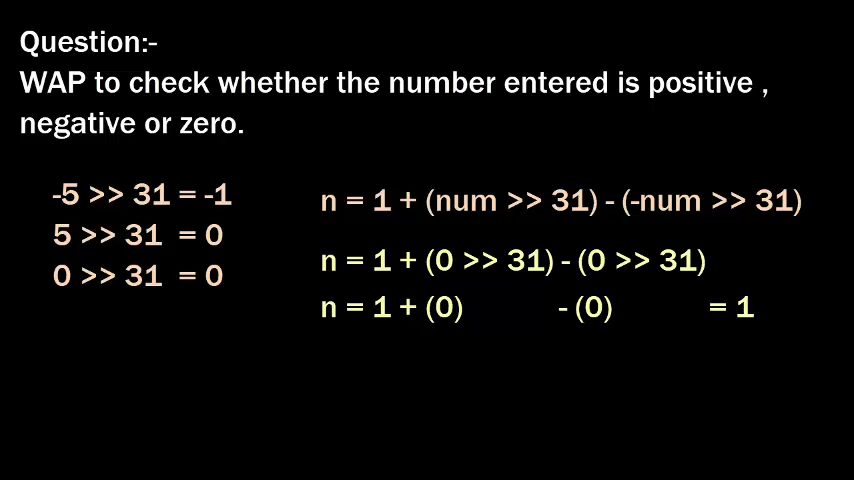 Question:-
WAP to check whether the number entered is positive ,
negative or zero.
-5 >> 31 = -1
5 >> 31 = 0
0 >> 31 = 0
n = 1 + (num >> 31) - (-num >> 31)
n = 1 + (0 >> 31) - (0 >> 31)
n = 1 + (0) - (0) = 1